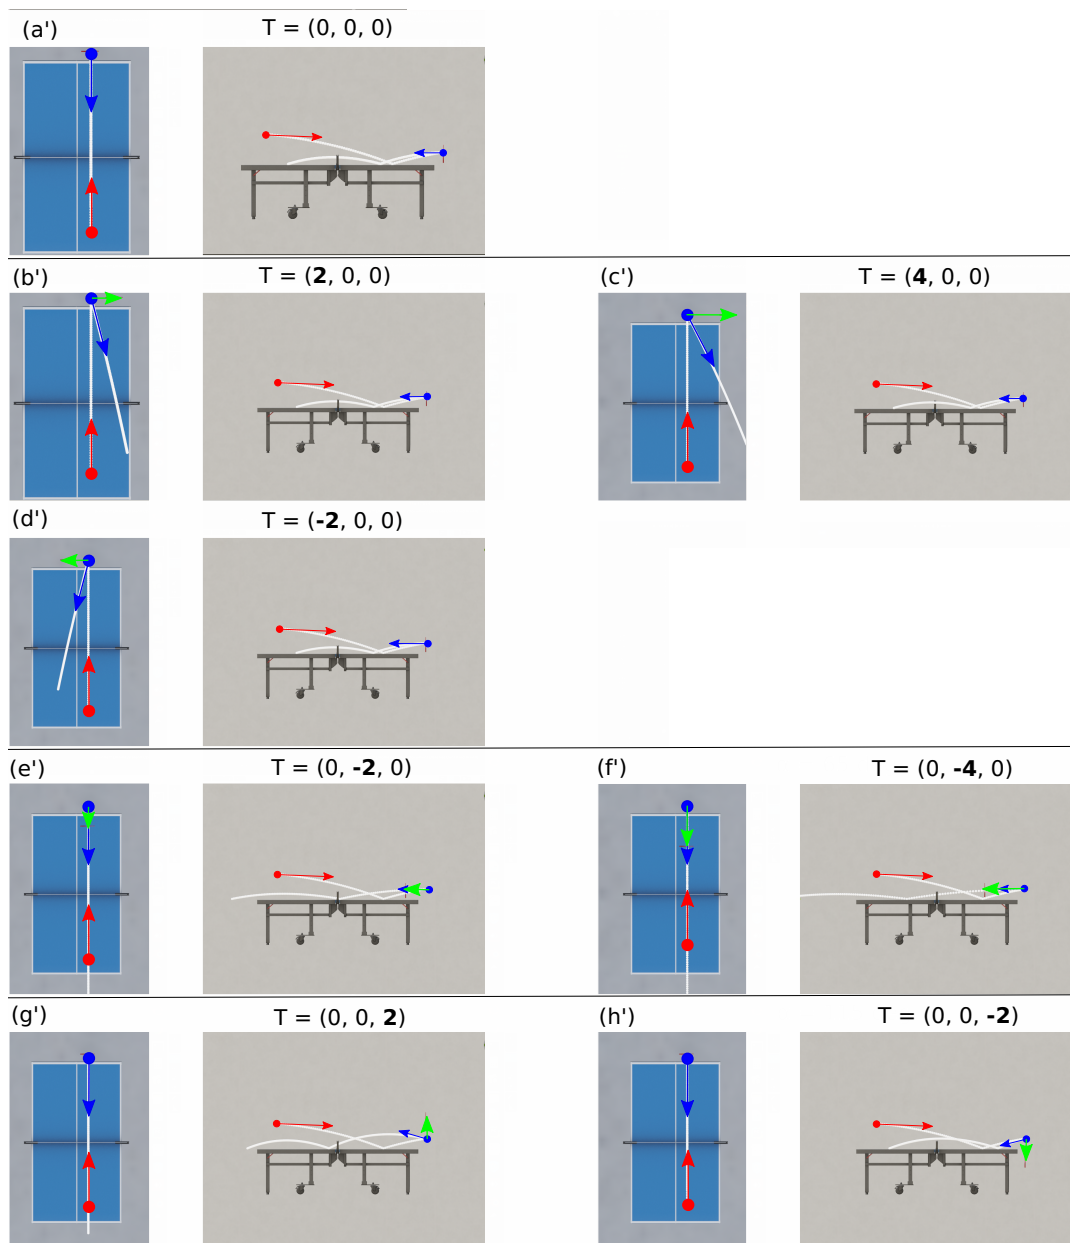 (a') T = (0, 0, 0)
(b') T = (2, 0, 0) (c') T = (4, 0, 0)
(d') T = (-2, 0, 0)
(e') T = (0, -2, 0) (f') T = (0, -4, 0)
(g') T = (0, 0, 2) (h') T = (0, 0, -2)